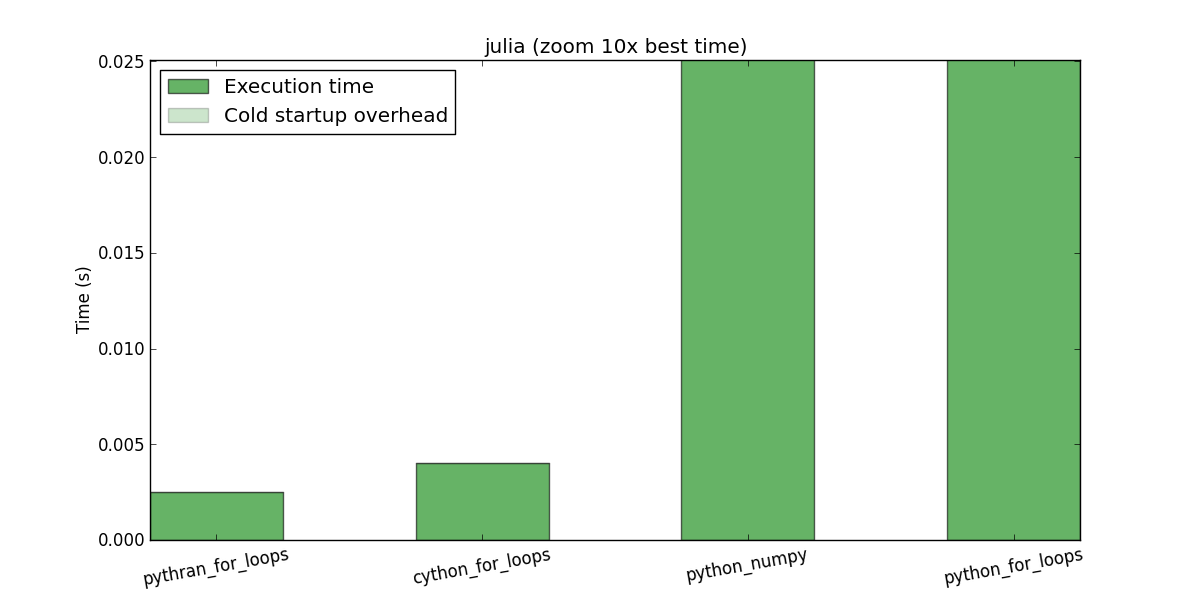 julia (zoom 10x best time)
Execution time
Cold startup overhead
Time (s)
0.025
0.020
0.015
0.010
0.005
0.000
pythran_for_loops
cython_for_loops
python_numpy
python_for_loops